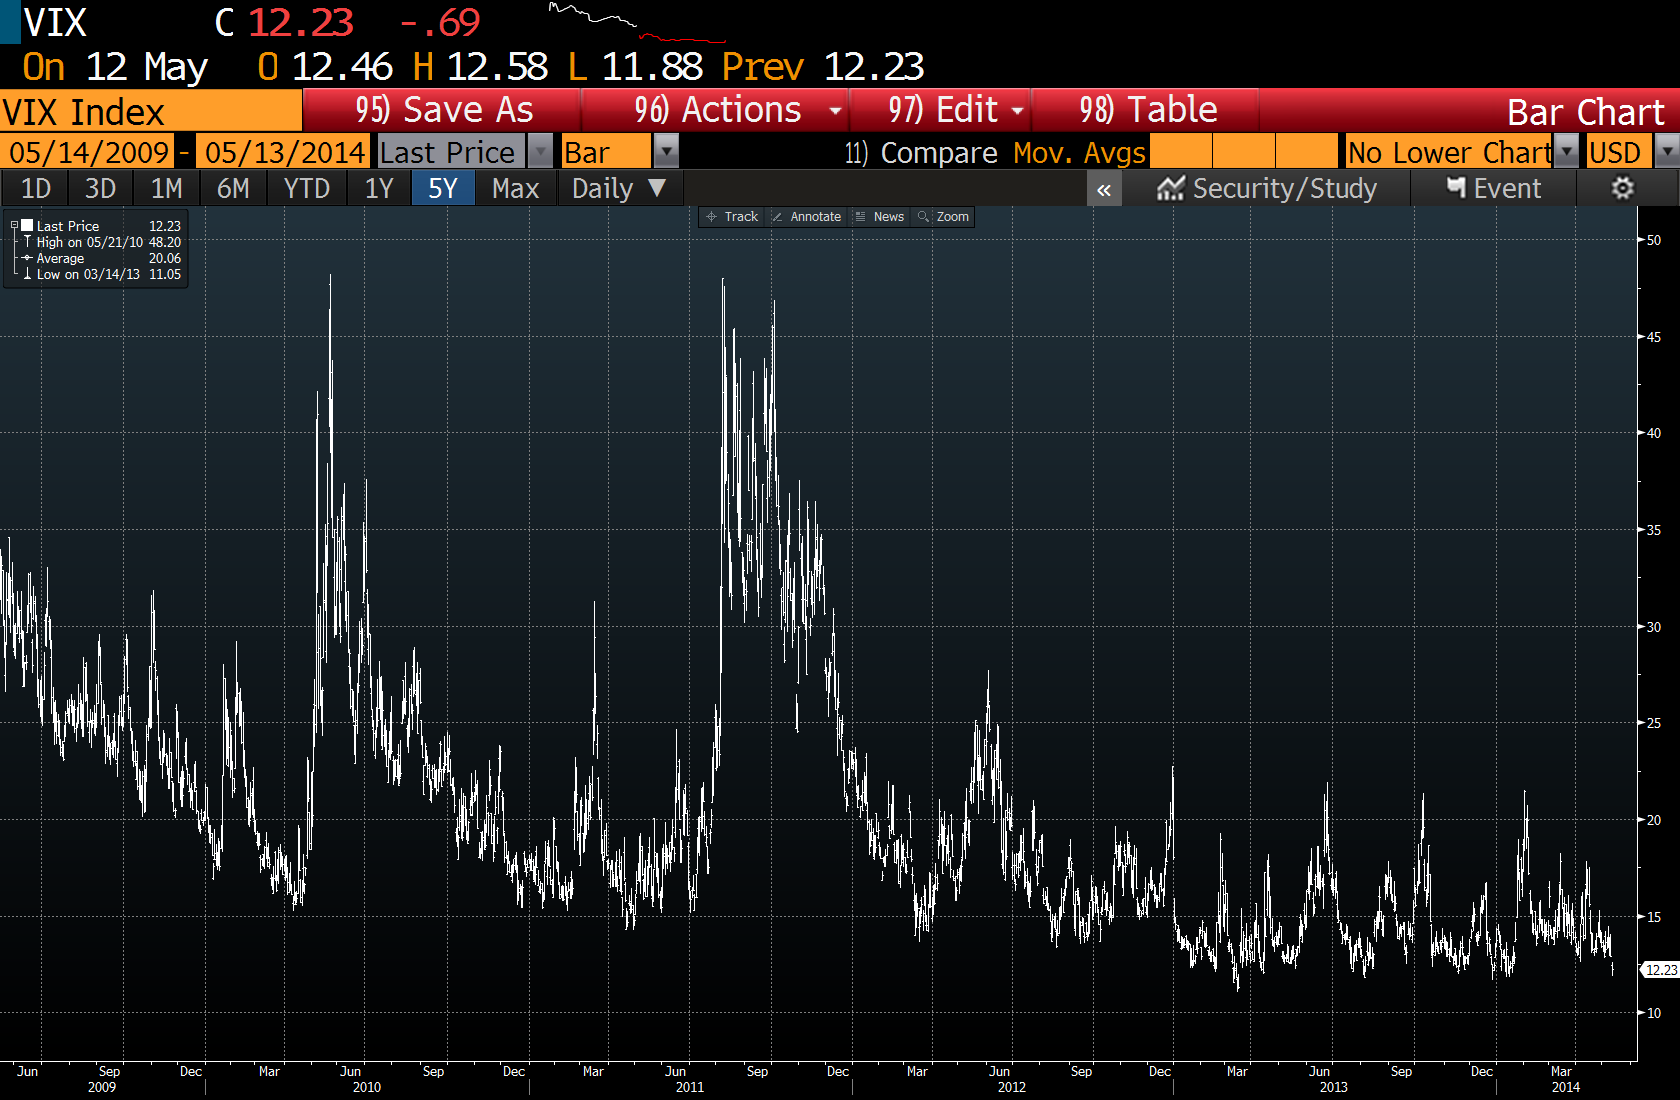 VIX C 12.23 -.69
On 12 May O 12.46 H 12.58 L 11.88 Prev 12.23
VIX Index 95) Save As 96) Actions 97) Edit 98) Table Bar Chart
05/14/2009 - 05/13/2014 Last Price Bar 11) Compare Mov. Avgs No Lower Chart USD
1D 3D 1M 6M YTD 1Y 5Y Max Daily ▼ « Security/Study Event
Track Annotate News Zoom
Last Price 12.23
High on 05/21/10 48.20
Average 20.06
Low on 03/14/13 11.05
50
45
40
35
30
25
20
15
12.23
10
Jun Sep Dec Mar Jun Sep Dec Mar Jun Sep Dec Mar Jun Sep Dec Mar Jun Sep Dec Mar
2009 2010 2011 2012 2013 2014